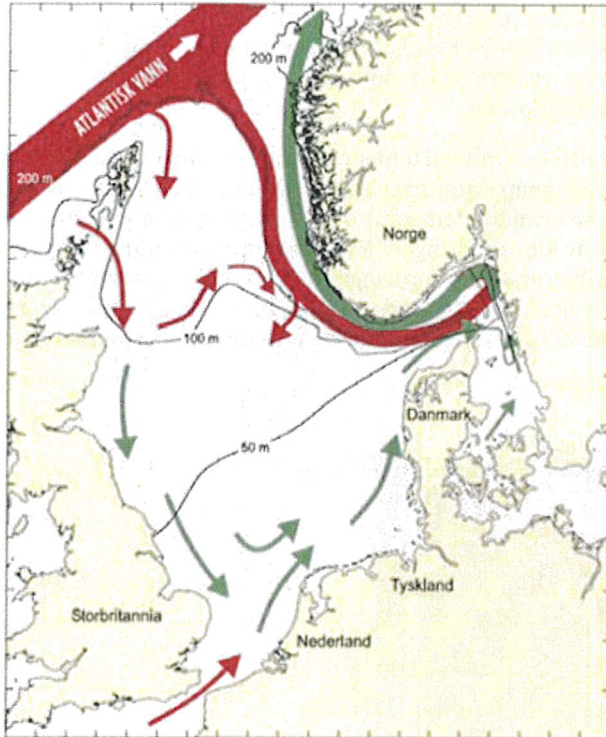 200 m
ATLANTISK VANN
200 m
Norge
100 m
Danmark
50 m
Storbritannia
Tyskland
Nederland